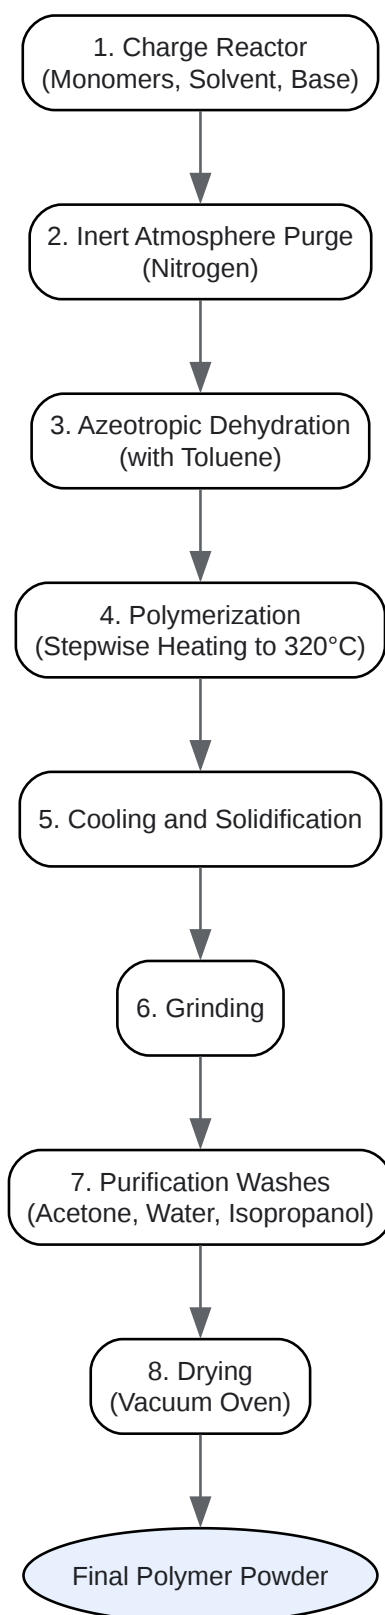 1. Charge Reactor
(Monomers, Solvent, Base)
2. Inert Atmosphere Purge
(Nitrogen)
3. Azeotropic Dehydration
(with Toluene)
4. Polymerization
(Stepwise Heating to 320°C)
5. Cooling and Solidification
6. Grinding
7. Purification Washes
(Acetone, Water, Isopropanol)
8. Drying
(Vacuum Oven)
Final Polymer Powder